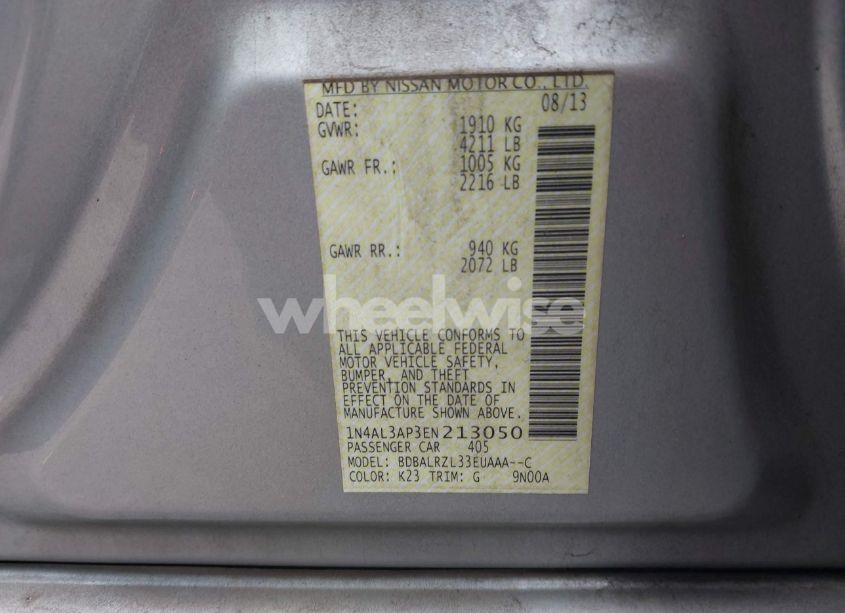 MFD BY NISSAN MOTOR CO., LTD.
DATE: 08/13
GVWR: 1910 KG
4211 LB
GAWR FR.: 1005 KG
2216 LB
GAWR RR.: 940 KG
2072 LB
wheelwise
THIS VEHICLE CONFORMS TO
ALL APPLICABLE FEDERAL
MOTOR VEHICLE SAFETY,
BUMPER, AND THEFT
PREVENTION STANDARDS IN
EFFECT ON THE DATE OF
MANUFACTURE SHOWN ABOVE.
1N4AL3AP3EN213050
PASSENGER CAR 405
MODEL: BDBALRZL33EUAAA--C
COLOR: K23 TRIM: G 9N00A